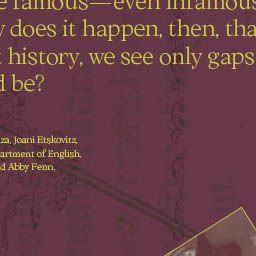 e famous—even infamous
y does it happen, then, tha
t history, we see only gaps
d be?
za, Joani Etskovitz,
artment of English.
d Abby Fenn.